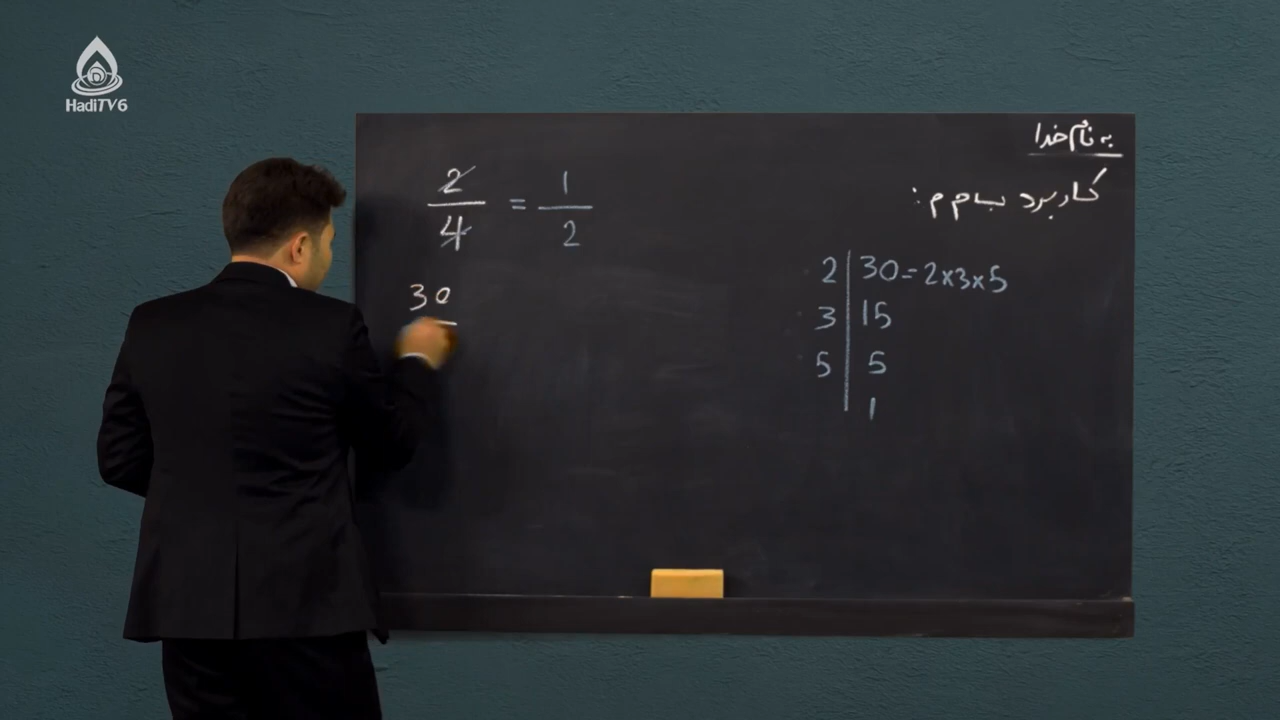 HadiTV6
به نام خدا
کاربرد ب م م :
2/4 = 1/2
30
2 | 30 = 2×3×5
3 | 15
5 | 5
1